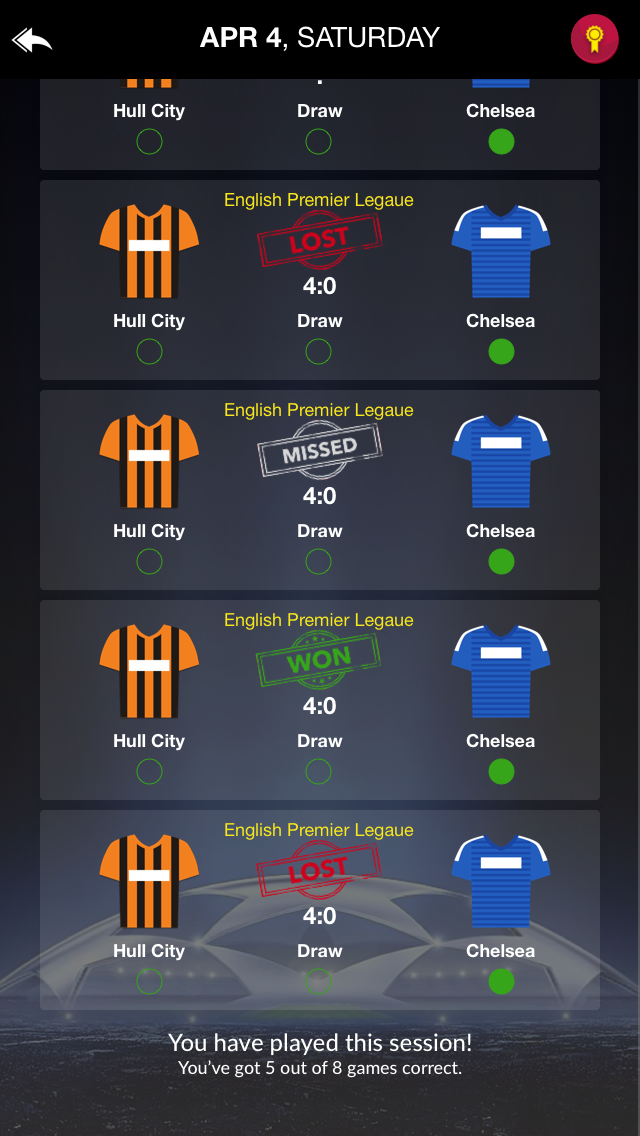 APR 4, SATURDAY
Hull City Draw Chelsea
English Premier Legaue
LOST
4:0
Hull City Draw Chelsea
English Premier Legaue
MISSED
4:0
Hull City Draw Chelsea
English Premier Legaue
WON
4:0
Hull City Draw Chelsea
English Premier Legaue
LOST
4:0
Hull City Draw Chelsea
You have played this session!
You've got 5 out of 8 games correct.